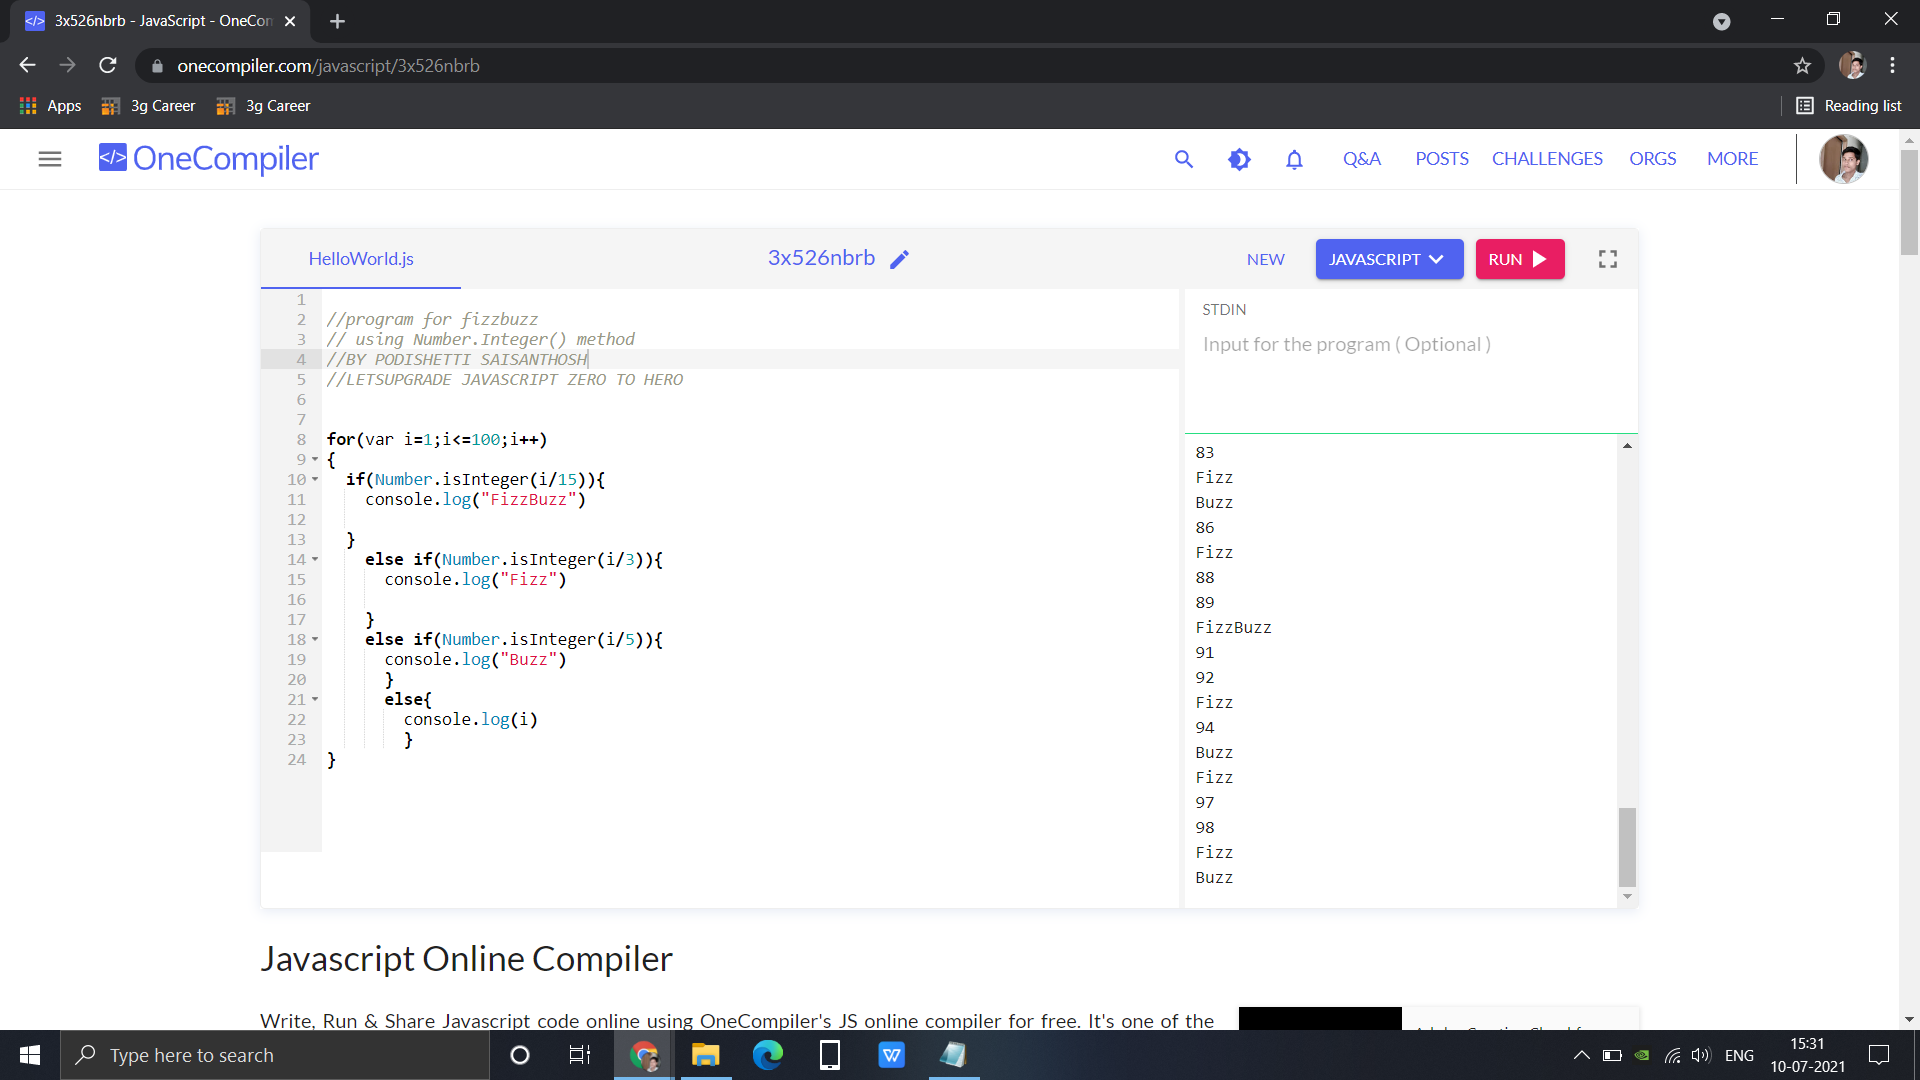 3x526nbrb - JavaScript - OneCom
onecompiler.com/javascript/3x526nbrb
Apps
3g Career
3g Career
Reading list
</> OneCompiler
Q&A
POSTS
CHALLENGES
ORGS
MORE
HelloWorld.js
3x526nbrb
NEW
JAVASCRIPT
RUN
1
2 //program for fizzbuzz
3 // using Number.Integer() method
4 //BY PODISHETTI SAISANTHOSH
5 //LETSUPGRADE JAVASCRIPT ZERO TO HERO
6
7
8 for(var i=1;i<=100;i++)
9 {
10 if(Number.isInteger(i/15)){
11 console.log("FizzBuzz")
12
13 }
14 else if(Number.isInteger(i/3)){
15 console.log("Fizz")
16
17 }
18 else if(Number.isInteger(i/5)){
19 console.log("Buzz")
20 }
21 else{
22 console.log(i)
23 }
24 }
STDIN
Input for the program ( Optional )
83
Fizz
Buzz
86
Fizz
88
89
FizzBuzz
91
92
Fizz
94
Buzz
Fizz
97
98
Fizz
Buzz
Javascript Online Compiler
Write, Run & Share Javascript code online using OneCompiler's JS online compiler for free. It's one of the
Type here to search
ENG
15:31
10-07-2021